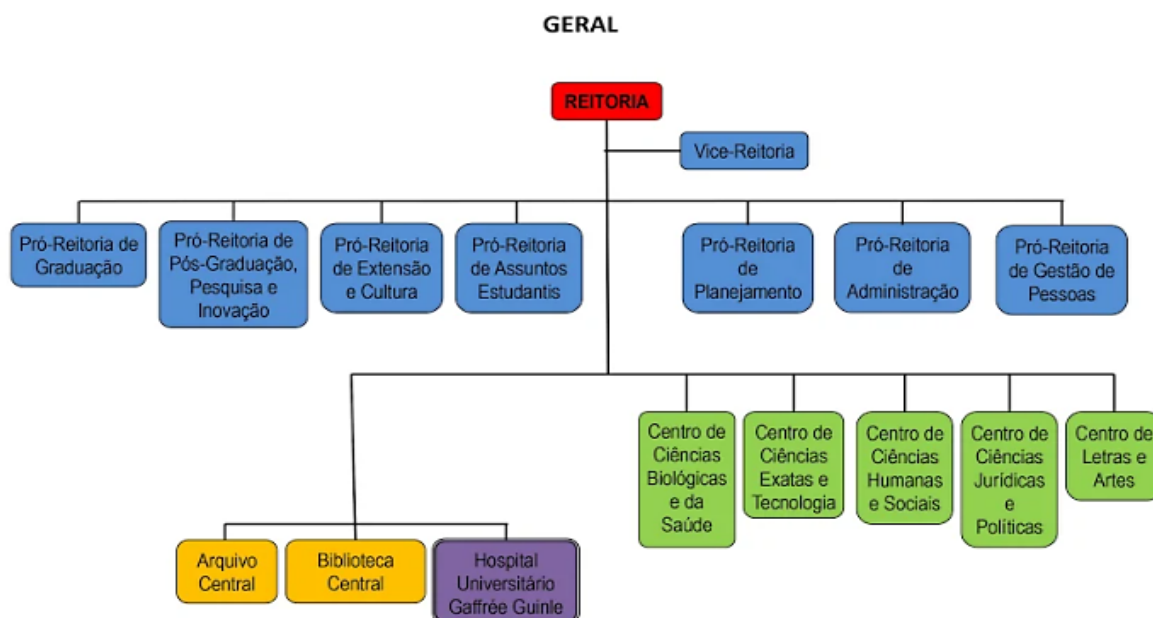 GERAL
REITORIA
Vice-Reitoria
Pró-Reitoria de
Graduação
Pró-Reitoria de
Pós-Graduação,
Pesquisa e
Inovação
Pró-Reitoria
de Extensão
e Cultura
Pró-Reitoria
de Assuntos
Estudantis
Pró-Reitoria
de
Planejamento
Pró-Reitoria
de
Administração
Pró-Reitoria
de Gestão de
Pessoas
Centro de
Ciências
Biológicas
e da
Saúde
Centro de
Ciências
Exatas e
Tecnologia
Centro de
Ciências
Humanas
e Sociais
Centro de
Ciências
Jurídicas
e
Políticas
Centro de
Letras e
Artes
Arquivo
Central
Biblioteca
Central
Hospital
Universitário
Gaffrée Guinle